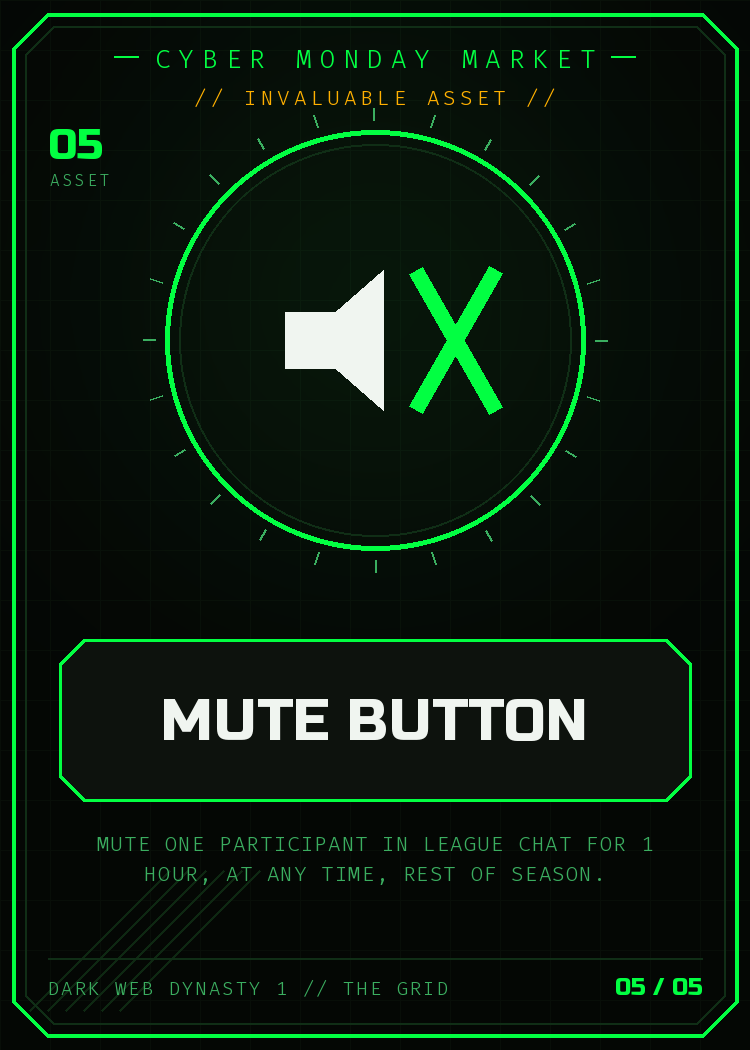 CYBER MONDAY MARKET
// INVALUABLE ASSET //
05
ASSET
MUTE BUTTON
MUTE ONE PARTICIPANT IN LEAGUE CHAT FOR 1
HOUR, AT ANY TIME, REST OF SEASON.
DARK WEB DYNASTY 1 // THE GRID
05 / 05